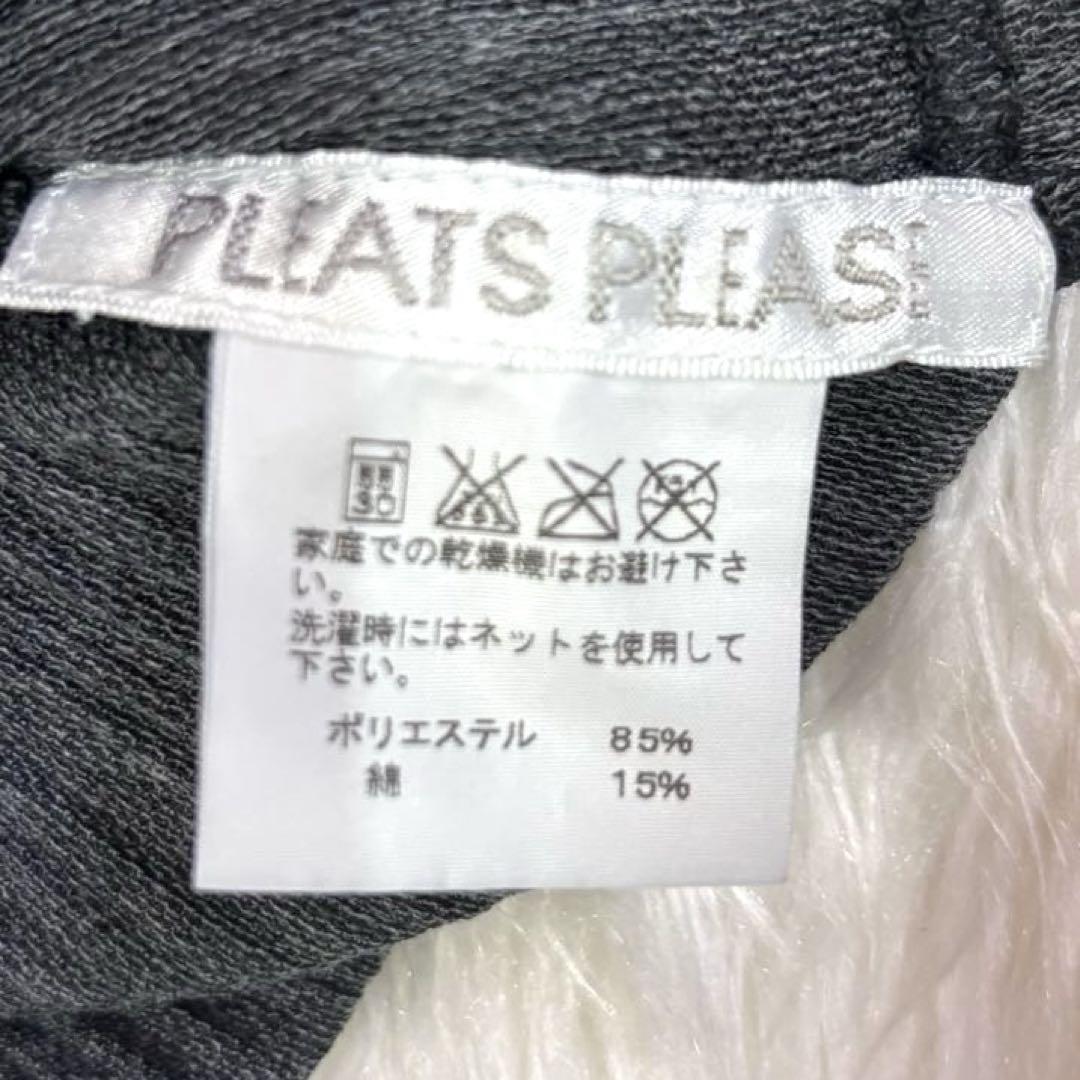 PLEATS PLEASE
家庭での乾燥機はお避け下さ
い。
洗濯時にはネットを使用して
下さい。
ポリエステル 85%
綿 15%